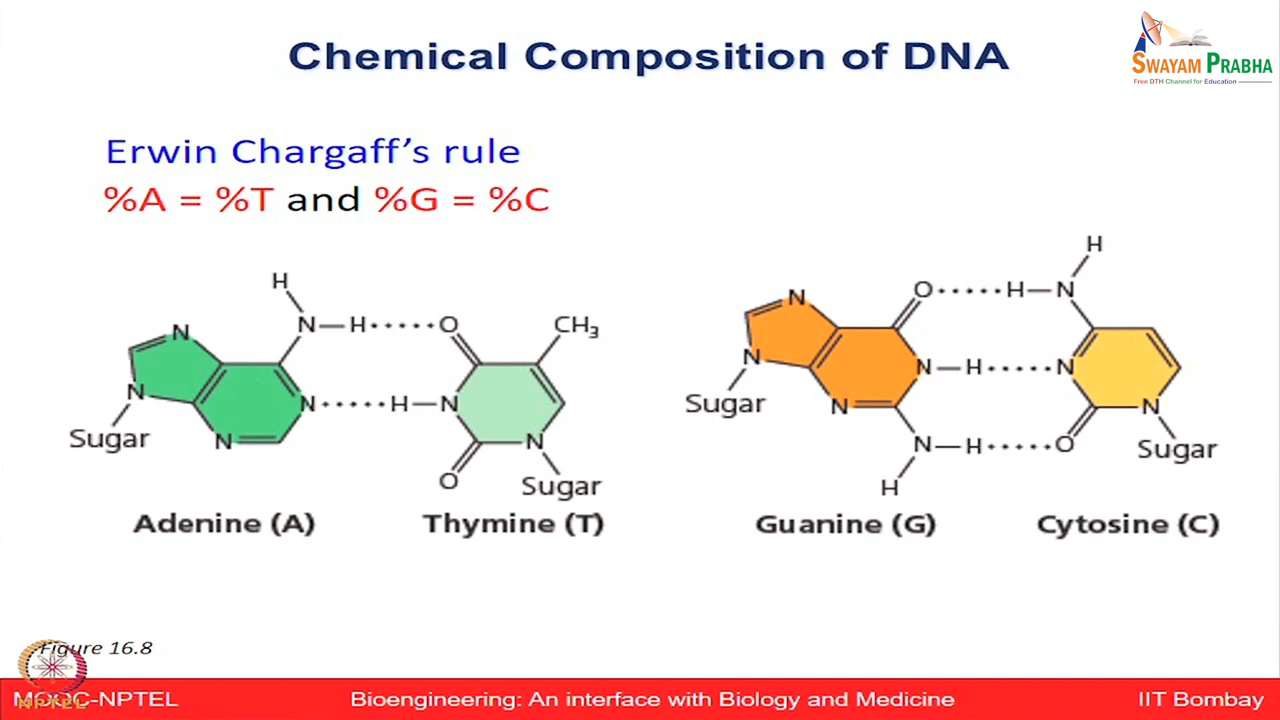 Chemical Composition of DNA
SWAYAM PRABHA
Free DTH Channel for Education
Erwin Chargaff’s rule
%A = %T and %G = %C
H
N H O CH3
N
N N H N
Sugar N N
O Sugar
Adenine (A) Thymine (T)
H
O H N H
N
N N H N
Sugar N N
N H O Sugar
H
Guanine (G) Cytosine (C)
Figure 16.8
MOOC-NPTEL Bioengineering: An interface with Biology and Medicine IIT Bombay
NPTEL